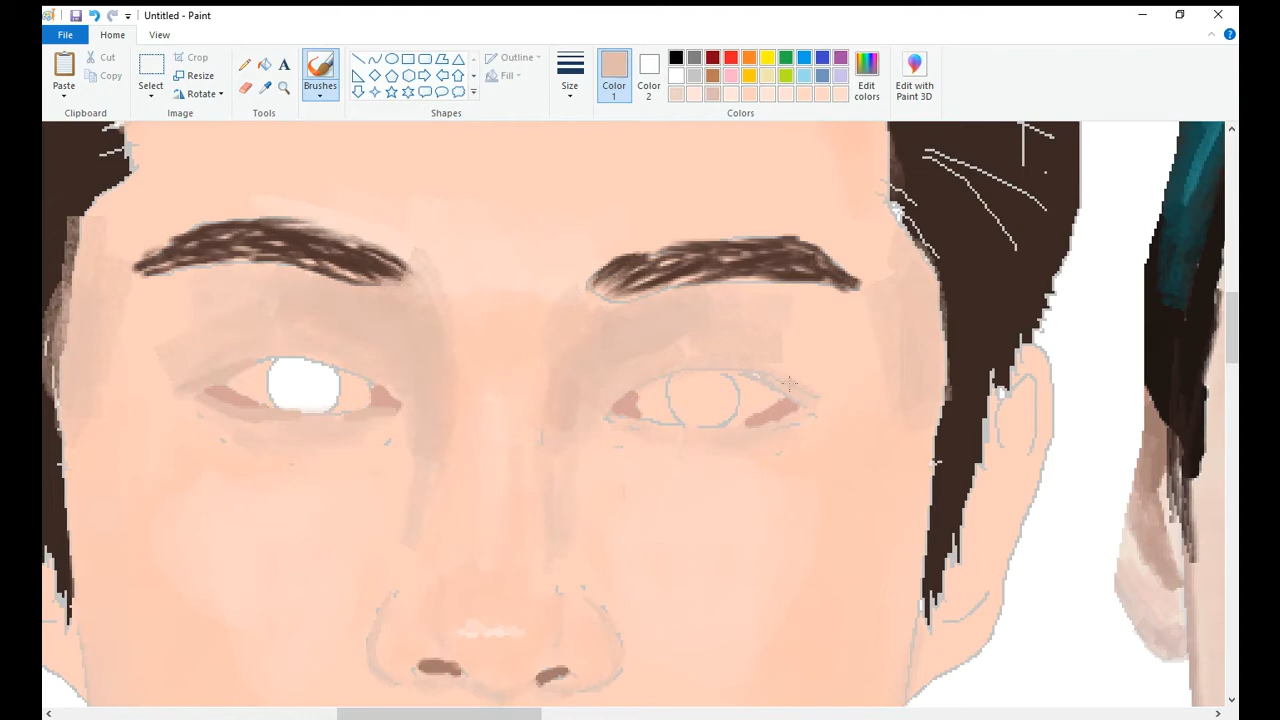 Untitled - Paint
File Home View
Cut
Copy
Paste
Clipboard
Select
Crop
Resize
Rotate
Image
A
Tools
Brushes
Outline
Fill
Shapes
Size
Color
1
Color
2
Edit
colors
Colors
Edit with
Paint 3D